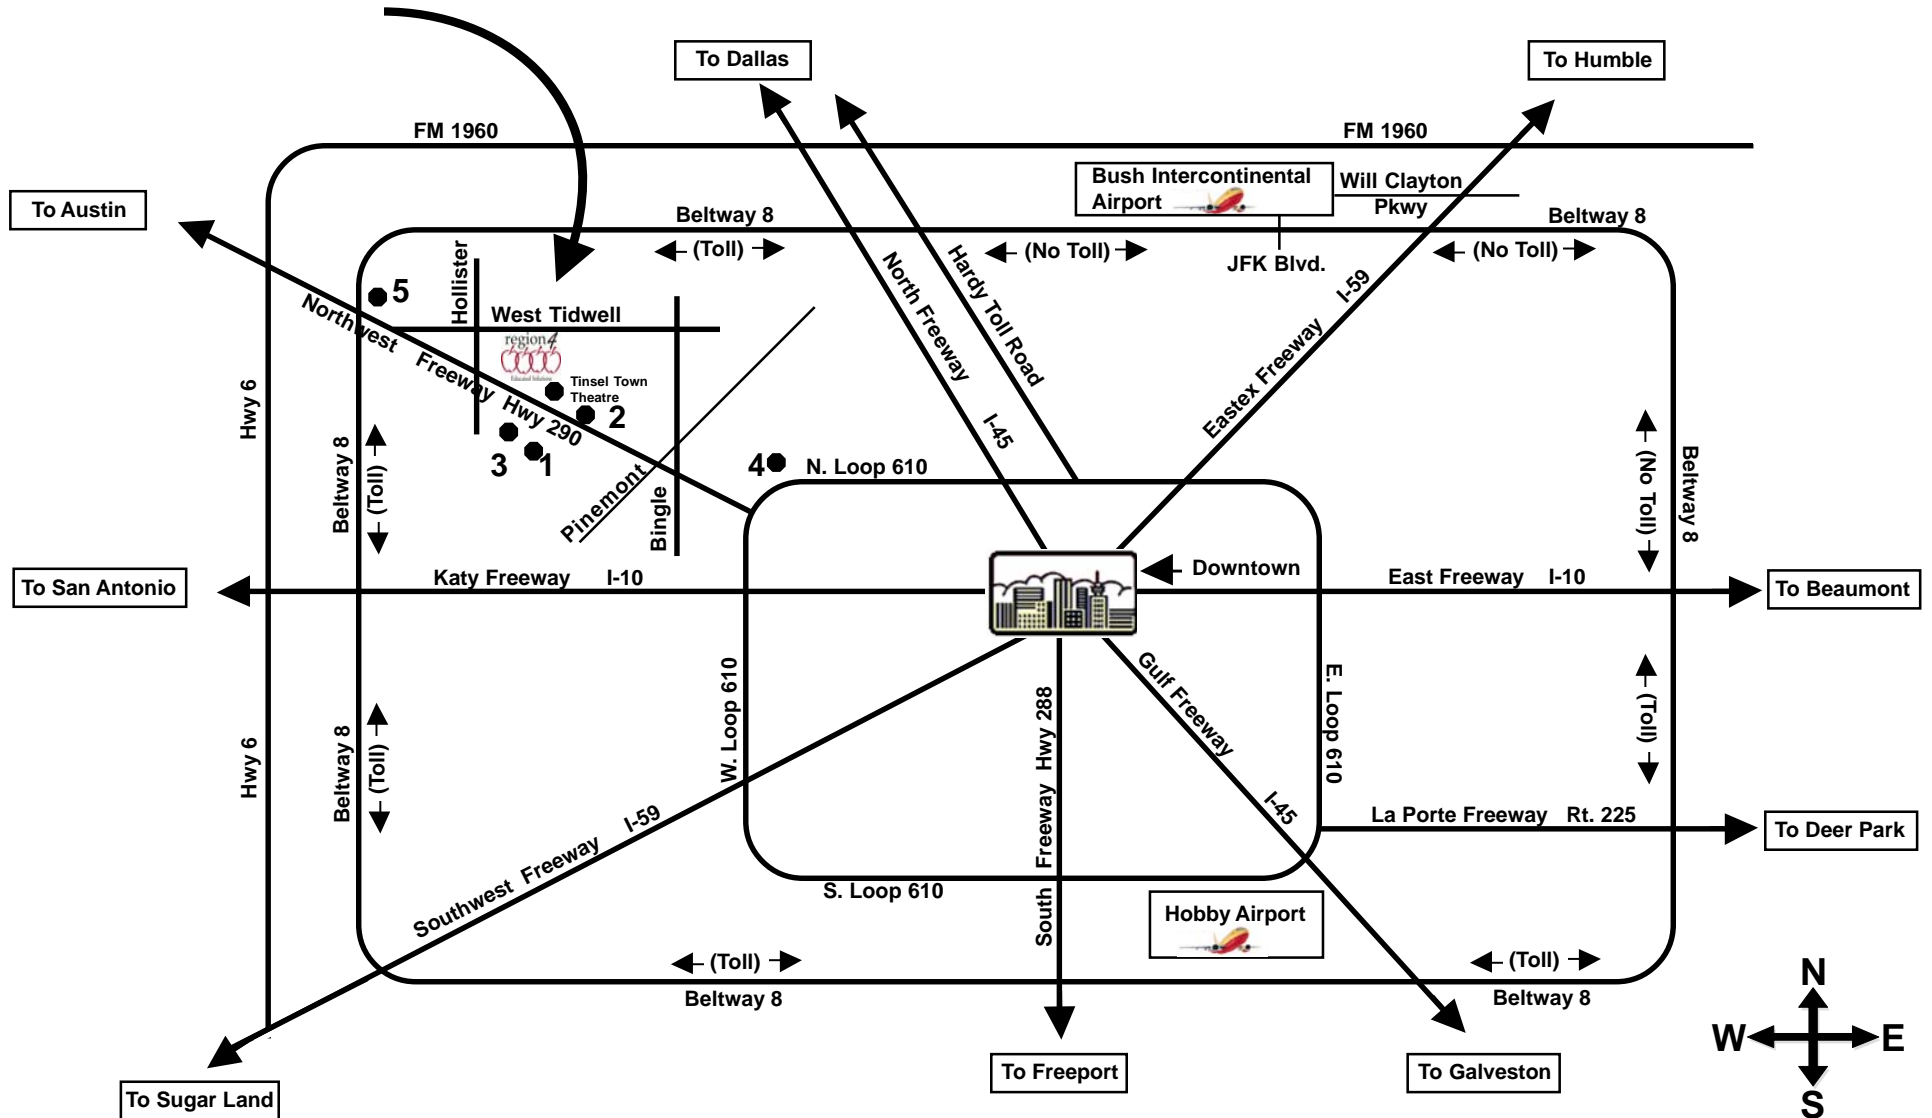 To Dallas
To Humble
FM 1960
FM 1960
Bush Intercontinental
Airport
Will Clayton
Pkwy
To Austin
Beltway 8
Beltway 8
(Toll)
(No Toll)
(No Toll)
JFK Blvd.
Hollister
5
West Tidwell
region 4
Northwest Freeway Hwy 290
Tinsel Town
Theatre
2
3
1
4
Pinemont
Bingle
North Freeway I-45
Hardy Toll Road
Eastex Freeway I-59
N. Loop 610
Hwy 6
Beltway 8
(Toll)
(No Toll)
Beltway 8
Downtown
To San Antonio
Katy Freeway I-10
East Freeway I-10
To Beaumont
Hwy 6
Beltway 8
(Toll)
W. Loop 610
South Freeway Hwy 288
Gulf Freeway I-45
E. Loop 610
(Toll)
La Porte Freeway Rt. 225
To Deer Park
Southwest Freeway I-59
S. Loop 610
Hobby Airport
(Toll)
(Toll)
Beltway 8
Beltway 8
N
W E
S
To Freeport
To Galveston
To Sugar Land